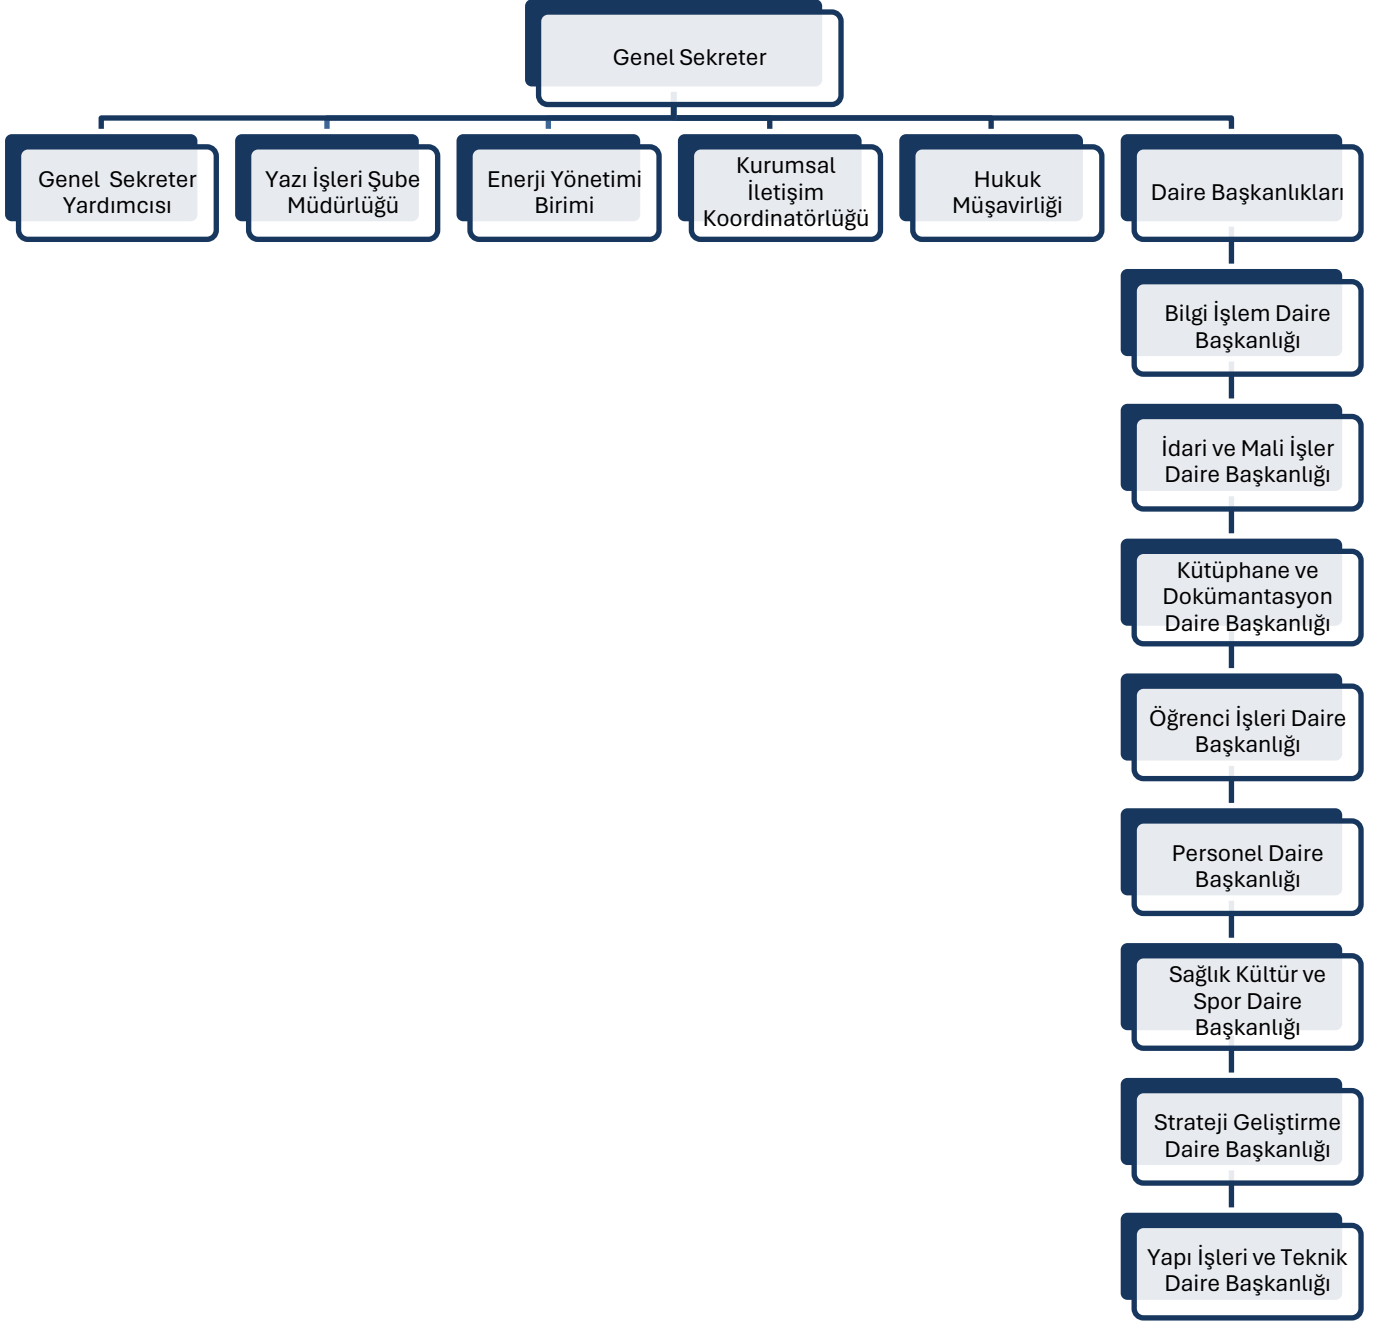 Genel Sekreter
Genel  Sekreter
Yardımcısı
Yazı İşleri Şube
Müdürlüğü
Enerji Yönetimi
Birimi
Kurumsal
İletişim
Koordinatörlüğü
Hukuk
Müşavirliği
Daire Başkanlıkları
Bilgi İşlem Daire
Başkanlığı
İdari ve Mali İşler
Daire Başkanlığı
Kütüphane ve
Dokümantasyon
Daire Başkanlığı
Öğrenci İşleri Daire
Başkanlığı
Personel Daire
Başkanlığı
Sağlık Kültür ve
Spor Daire
Başkanlığı
Strateji Geliştirme
Daire Başkanlığı
Yapı İşleri ve Teknik
Daire Başkanlığı